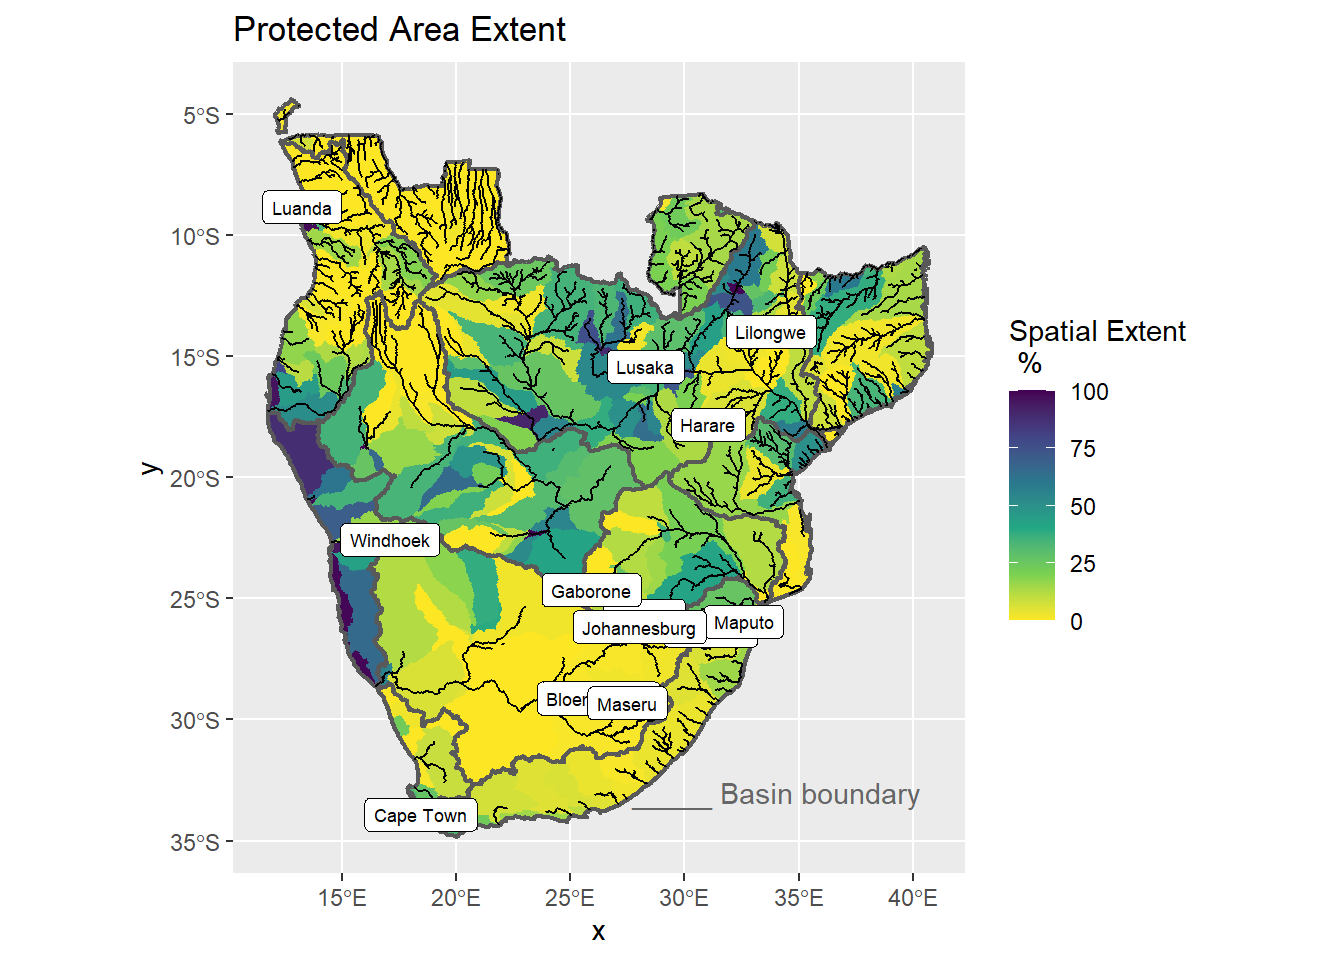 Protected Area Extent
5°S
10°S
15°S
20°S
25°S
30°S
35°S
y
Luanda
Lilongwe
Lusaka
Harare
Windhoek
Gaborone
Johannesburg
Maputo
Maseru
Cape Town
Basin boundary
15°E
20°E
25°E
30°E
35°E
40°E
x
Spatial Extent
%
100
75
50
25
0